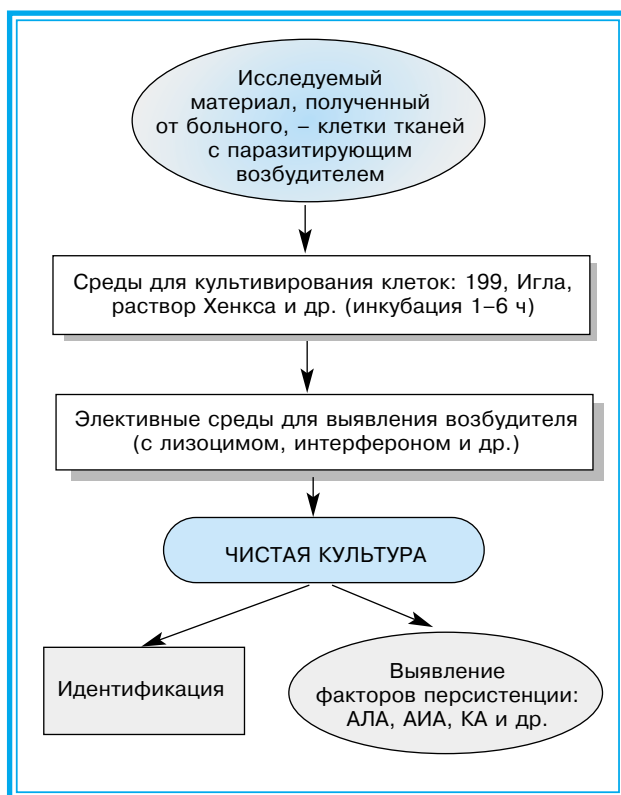 Исследуемый
материал, полученный
от больного, – клетки тканей
с паразитирующим
возбудителем
Среды для культивирования клеток: 199, Игла,
раствор Хенкса и др. (инкубация 1–6 ч)
Элективные среды для выявления возбудителя
(с лизоцимом, интерфероном и др.)
ЧИСТАЯ КУЛЬТУРА
Идентификация
Выявление
факторов персистенции:
АЛА, АИА, КА и др.